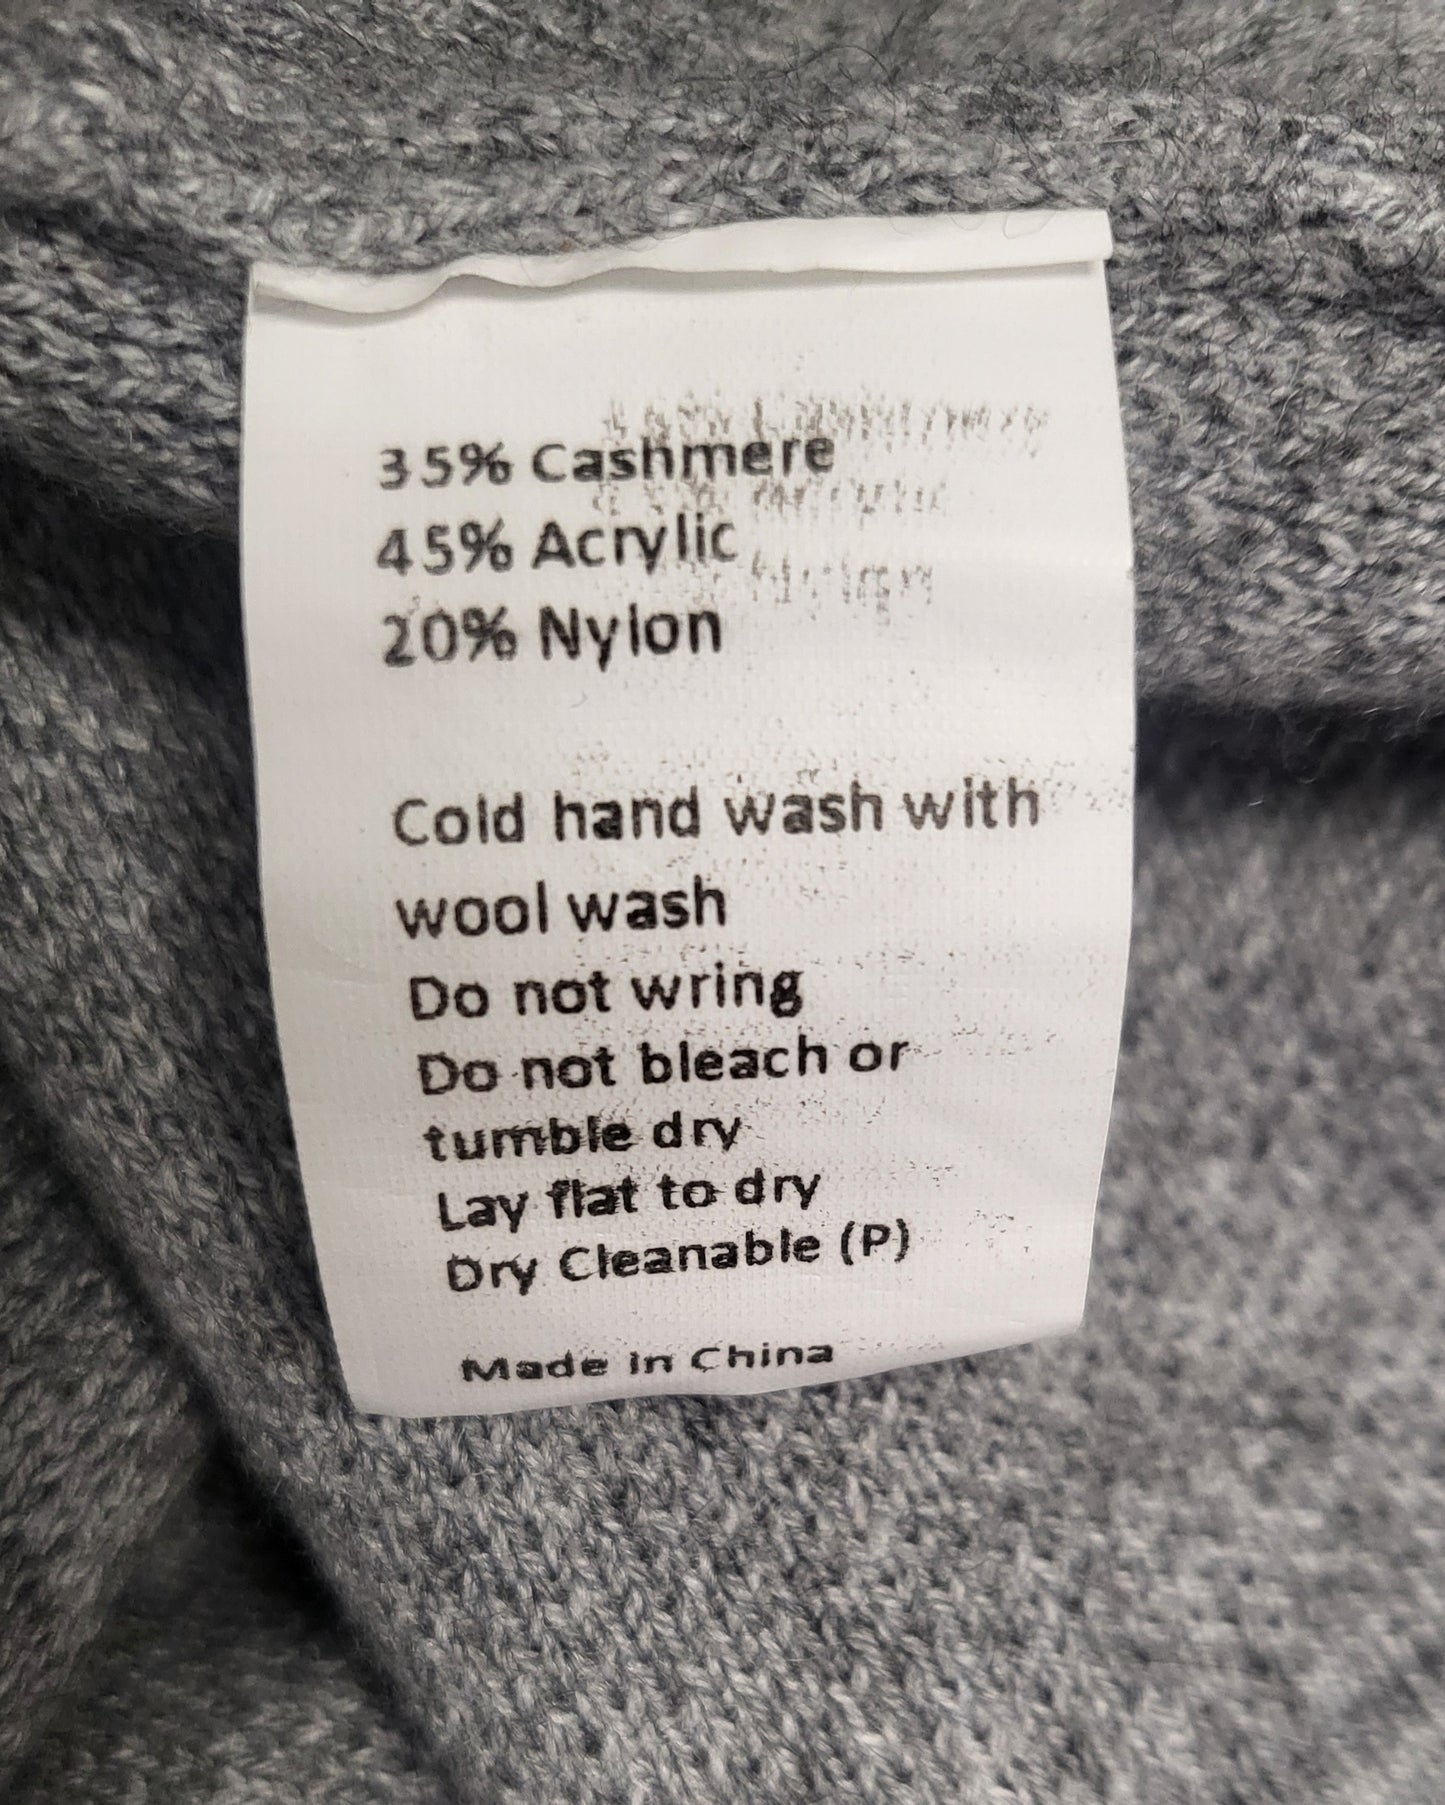 35% Cashmere
45% Acrylic
20% Nylon
Cold hand wash with
wool wash
Do not wring
Do not bleach or
tumble dry
Lay flat to dry
Dry Cleanable (P)
Made in China